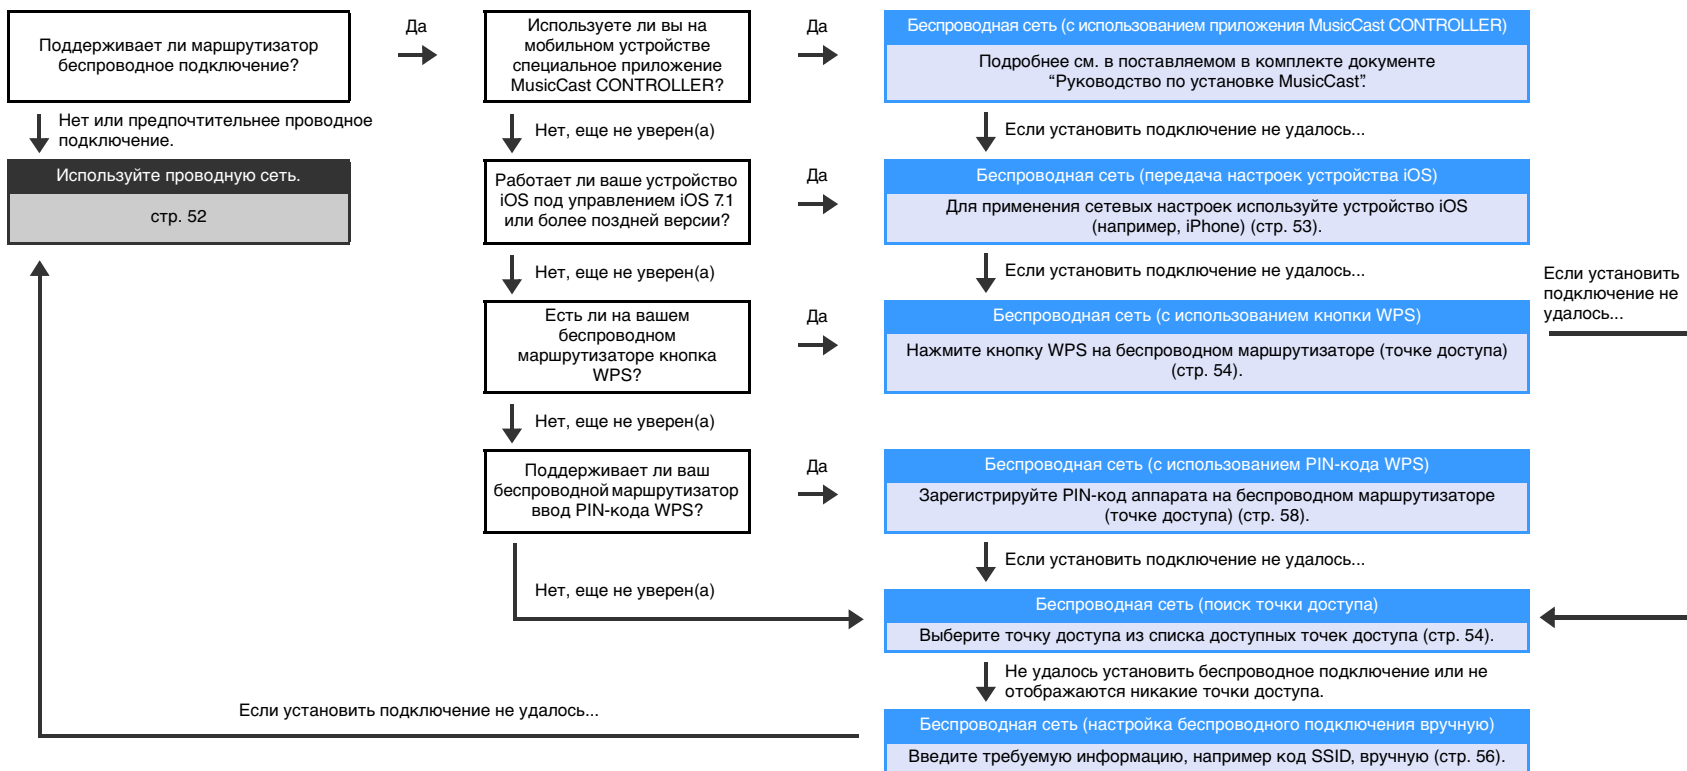 Поддерживает ли маршрутизатор
беспроводное подключение?
Да
Используете ли вы на
мобильном устройстве
специальное приложение
MusicCast CONTROLLER?
Да
Беспроводная сеть (с использованием приложения MusicCast CONTROLLER)
Подробнее см. в поставляемом в комплекте документе
“Руководство по установке MusicCast”.
Нет или предпочтительнее проводное
подключение.
Нет, еще не уверен(а)
Если установить подключение не удалось...
Используйте проводную сеть.
стр. 52
Работает ли ваше устройство
iOS под управлением iOS 7.1
или более поздней версии?
Да
Беспроводная сеть (передача настроек устройства iOS)
Для применения сетевых настроек используйте устройство iOS
(например, iPhone) (стр. 53).
Нет, еще не уверен(а)
Если установить подключение не удалось...
Если установить
подключение не
удалось...
Есть ли на вашем
беспроводном
маршрутизаторе кнопка
WPS?
Да
Беспроводная сеть (с использованием кнопки WPS)
Нажмите кнопку WPS на беспроводном маршрутизаторе (точке доступа)
(стр. 54).
Нет, еще не уверен(а)
Поддерживает ли ваш
беспроводной маршрутизатор
ввод PIN-кода WPS?
Да
Беспроводная сеть (с использованием PIN-кода WPS)
Зарегистрируйте PIN-код аппарата на беспроводном маршрутизаторе
(точке доступа) (стр. 58).
Если установить подключение не удалось...
Нет, еще не уверен(а)
Беспроводная сеть (поиск точки доступа)
Выберите точку доступа из списка доступных точек доступа (стр. 54).
Не удалось установить беспроводное подключение или не
отображаются никакие точки доступа.
Если установить подключение не удалось...
Беспроводная сеть (настройка беспроводного подключения вручную)
Введите требуемую информацию, например код SSID, вручную (стр. 56).